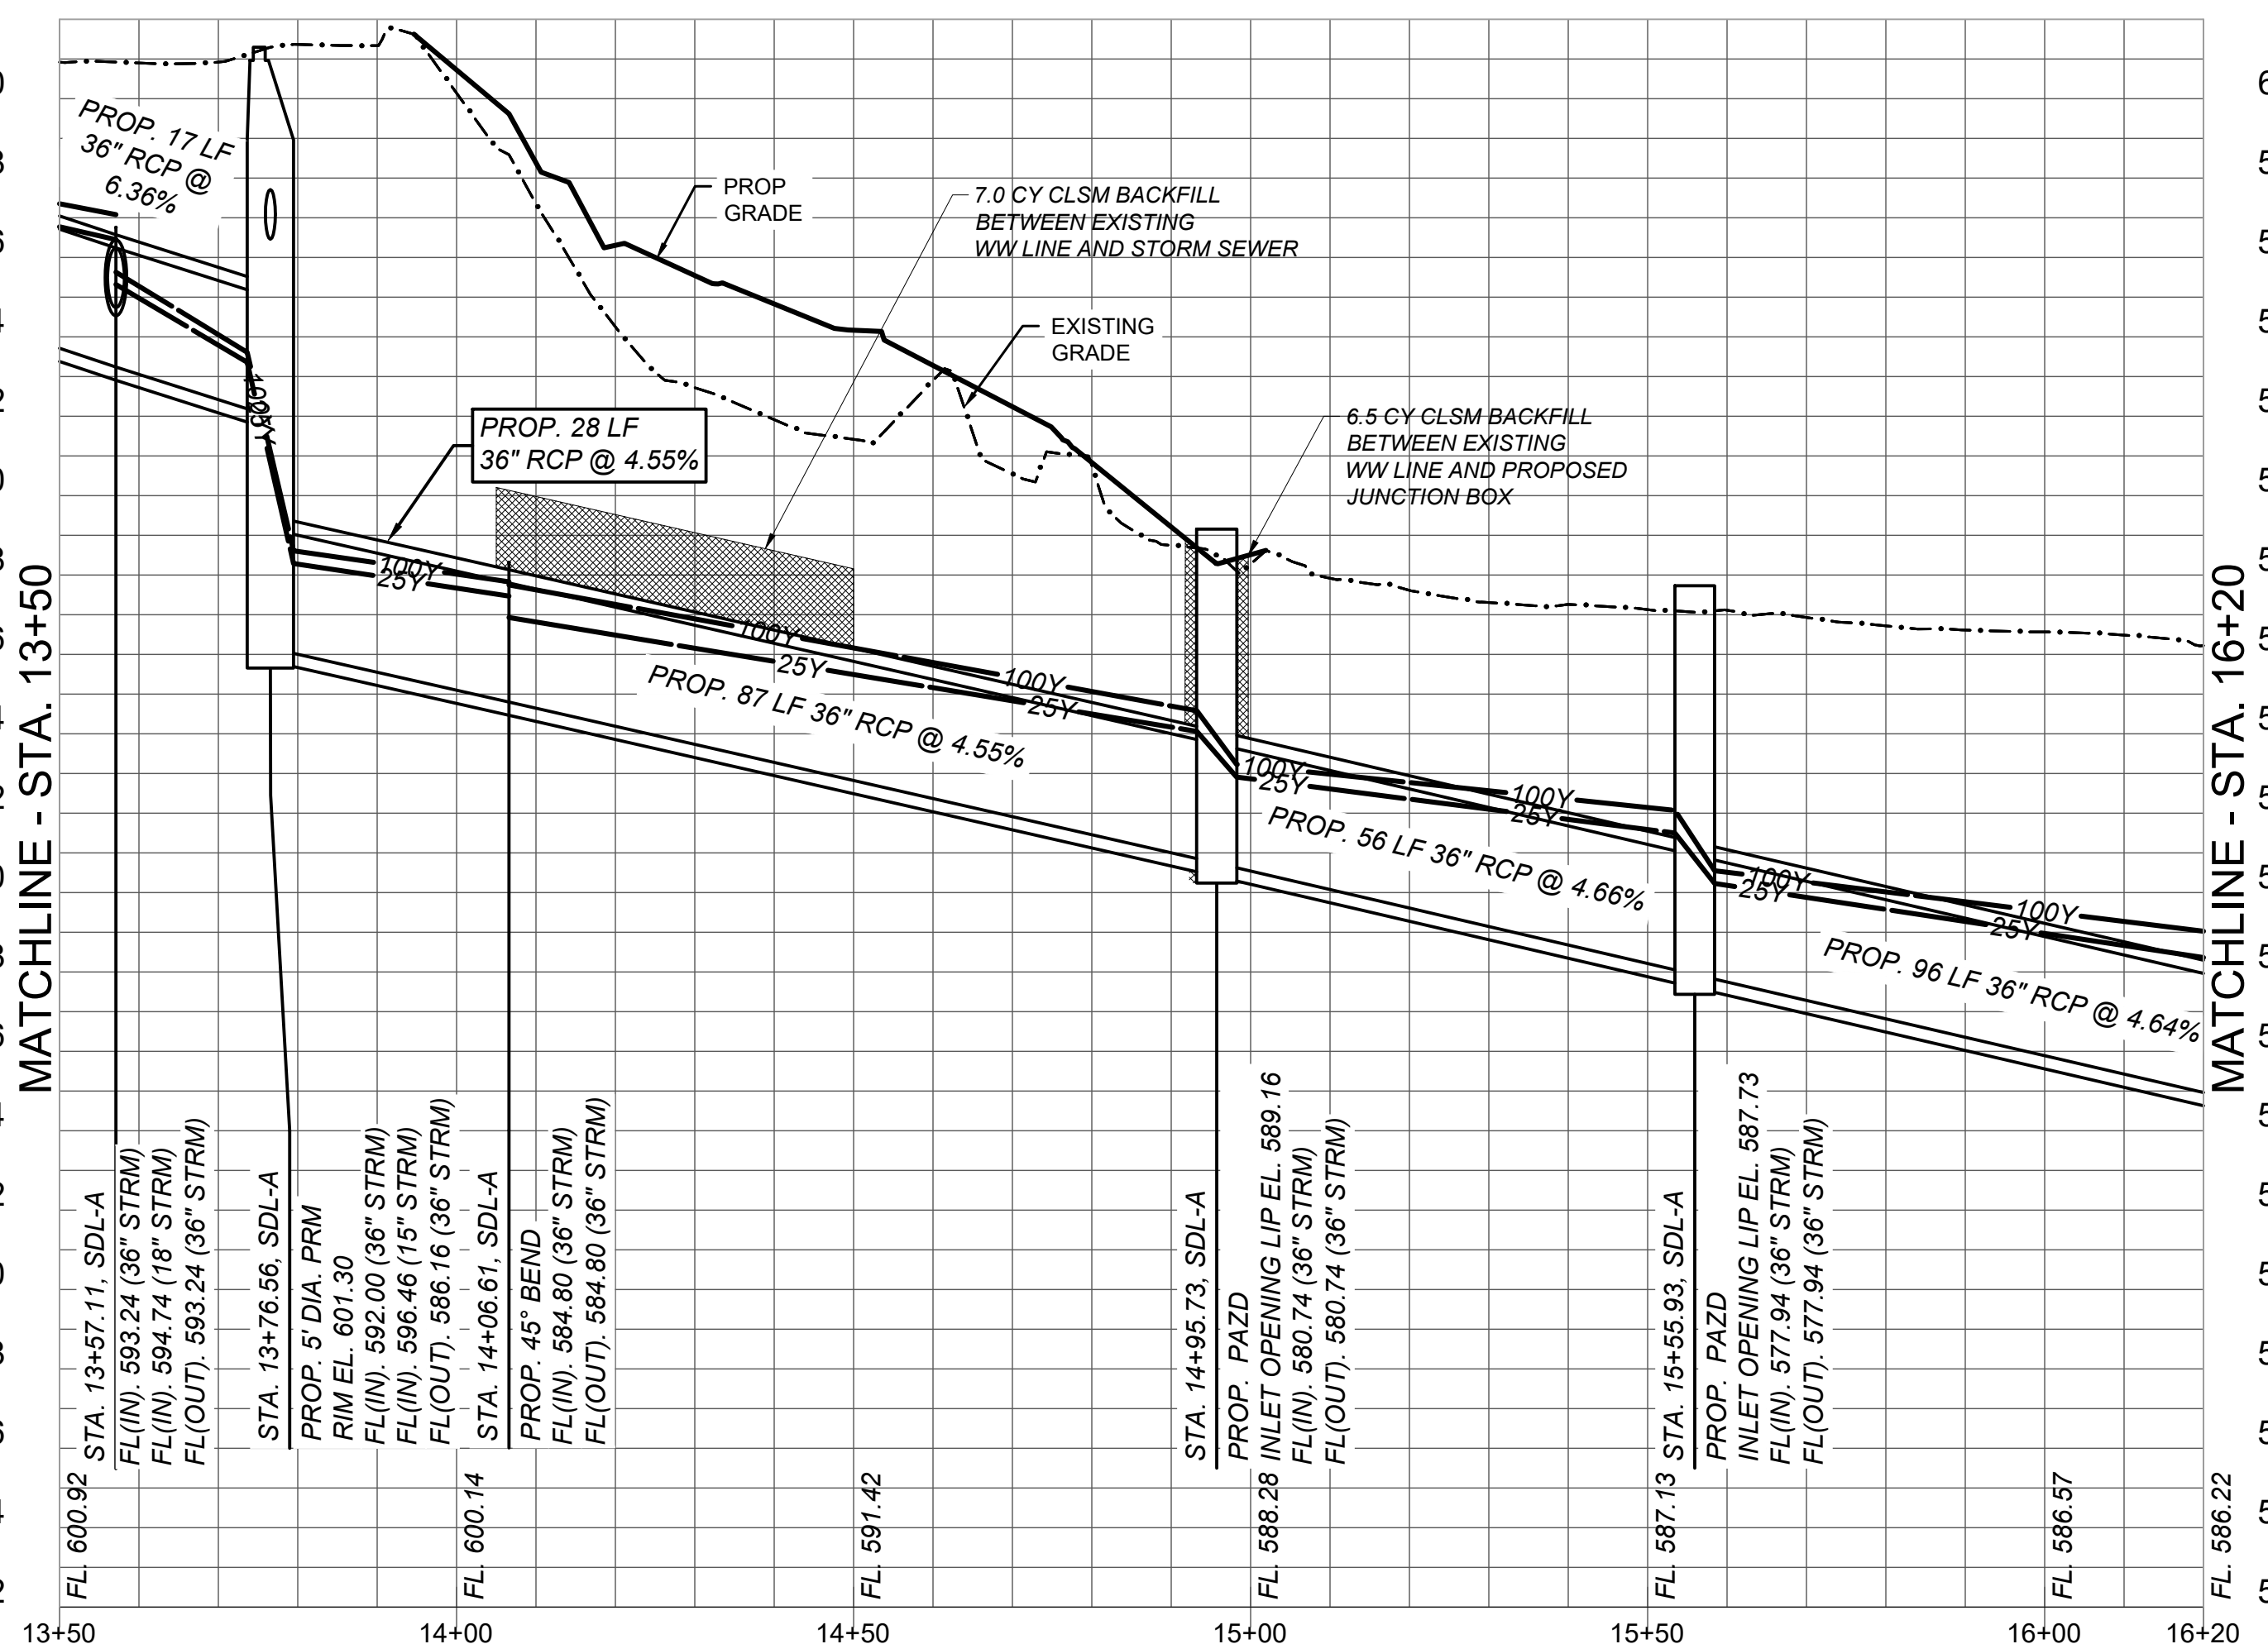 PROP. 17 LF
36" RCP @
6.36%
PROP
GRADE
7.0 CY CLSM BACKFILL
BETWEEN EXISTING
WW LINE AND STORM SEWER
EXISTING
GRADE
PROP. 28 LF
36" RCP @ 4.55%
6.5 CY CLSM BACKFILL
BETWEEN EXISTING
WW LINE AND PROPOSED
JUNCTION BOX
100Y
25Y
100Y
25Y
100Y
25Y
100Y
25Y
100Y
25Y
100Y
25Y
100Y
25Y
100Y
25Y
PROP. 87 LF 36" RCP @ 4.55%
PROP. 56 LF 36" RCP @ 4.66%
PROP. 96 LF 36" RCP @ 4.64%
MATCHLINE - STA. 13+50
MATCHLINE - STA. 16+20
STA. 13+57.11, SDL-A
FL(IN). 593.24 (36" STRM)
FL(IN). 594.74 (18" STRM)
FL(OUT). 593.24 (36" STRM)
STA. 13+76.56, SDL-A
PROP. 5' DIA. PRM
RIM EL. 601.30
FL(IN). 592.00 (36" STRM)
FL(IN). 596.46 (15" STRM)
FL(OUT). 586.16 (36" STRM)
STA. 14+06.61, SDL-A
PROP. 45° BEND
FL(IN). 584.80 (36" STRM)
FL(OUT). 584.80 (36" STRM)
STA. 14+95.73, SDL-A
PROP. PAZD
INLET OPENING LIP EL. 589.16
FL(IN). 580.74 (36" STRM)
FL(OUT). 580.74 (36" STRM)
STA. 15+55.93, SDL-A
PROP. PAZD
INLET OPENING LIP EL. 587.73
FL(IN). 577.94 (36" STRM)
FL(OUT). 577.94 (36" STRM)
FL. 600.92
FL. 600.14
FL. 591.42
FL. 588.28
FL. 587.13
FL. 586.57
FL. 586.22
13+50
14+00
14+50
15+00
15+50
16+00
16+20